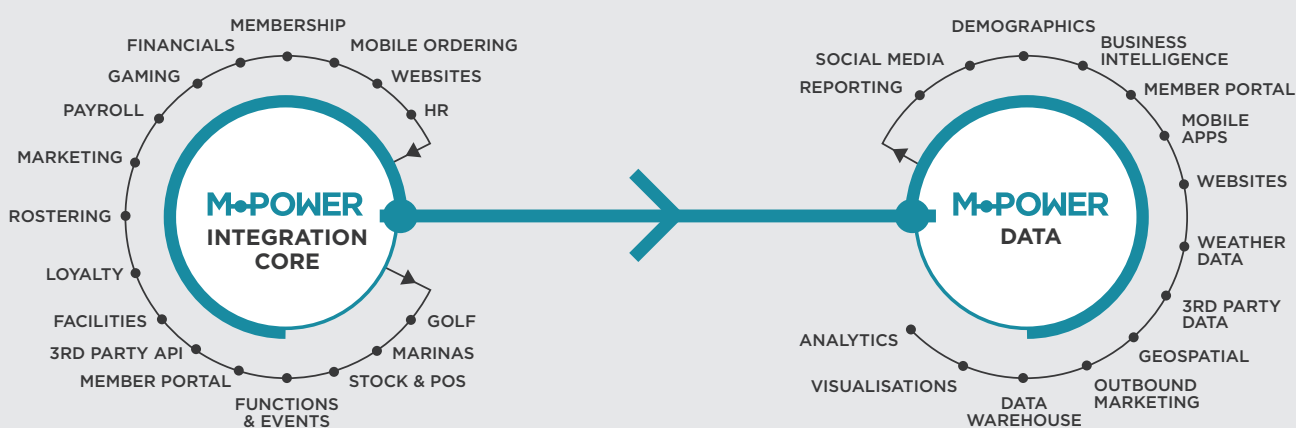 MEMBERSHIP
FINANCIALS
MOBILE ORDERING
GAMING
WEBSITES
PAYROLL
HR
MARKETING
ROSTERING
LOYALTY
FACILITIES
3RD PARTY API
MEMBER PORTAL
FUNCTIONS
& EVENTS
STOCK & POS
MARINAS
GOLF
MPOWER
INTEGRATION
CORE
DEMOGRAPHICS
SOCIAL MEDIA
REPORTING
BUSINESS
INTELLIGENCE
MEMBER PORTAL
MOBILE
APPS
WEBSITES
WEATHER
DATA
3RD PARTY
DATA
GEOSPATIAL
OUTBOUND
MARKETING
DATA
WAREHOUSE
VISUALISATIONS
ANALYTICS
MPOWER
DATA